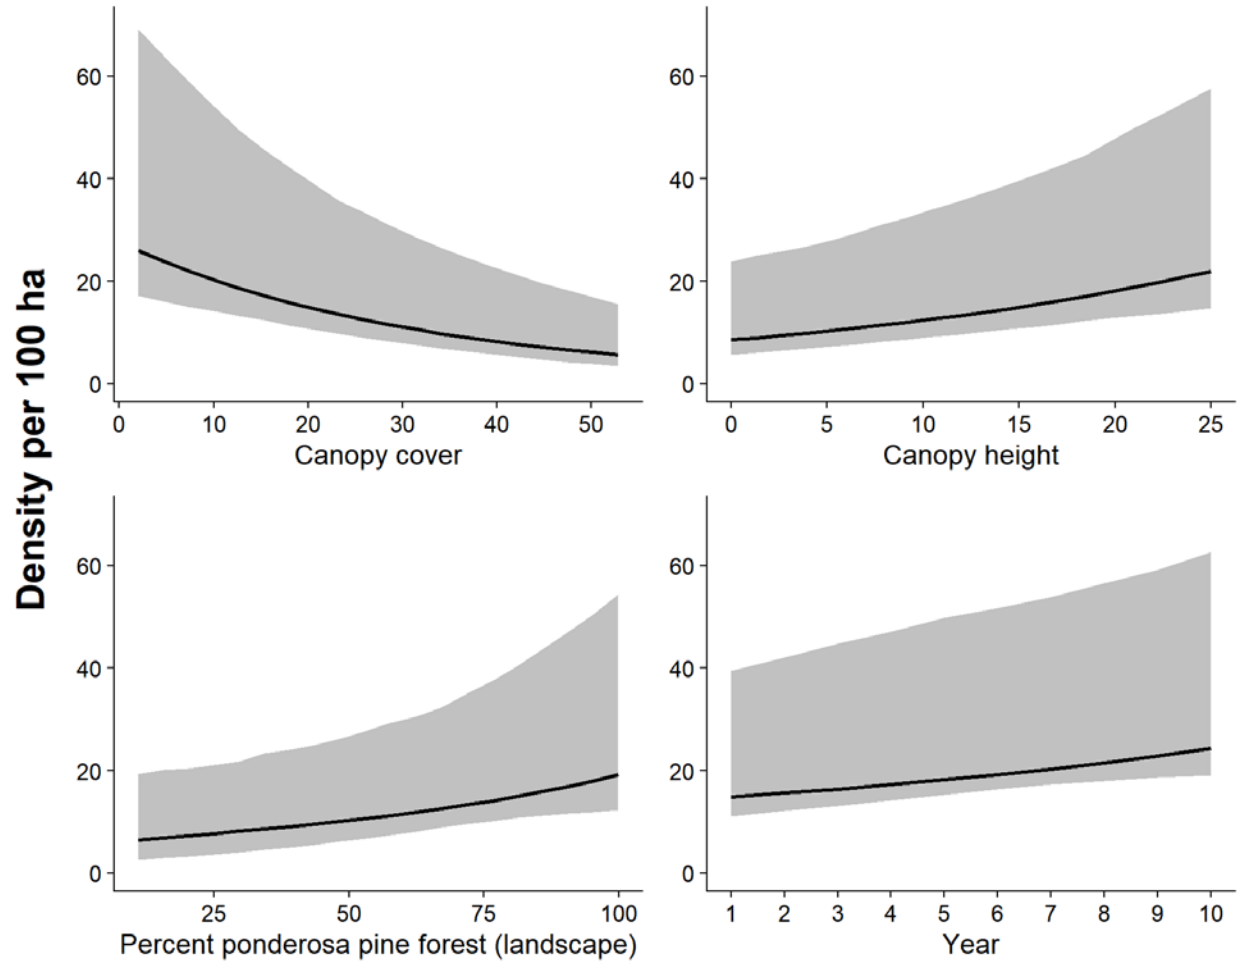 Density per 100 ha
60
40
20
0
0 10 20 30 40 50
Canopy cover
60
40
20
0
0 5 10 15 20 25
Canopy height
60
40
20
0
25 50 75 100
Percent ponderosa pine forest (landscape)
60
40
20
0
1 2 3 4 5 6 7 8 9 10
Year